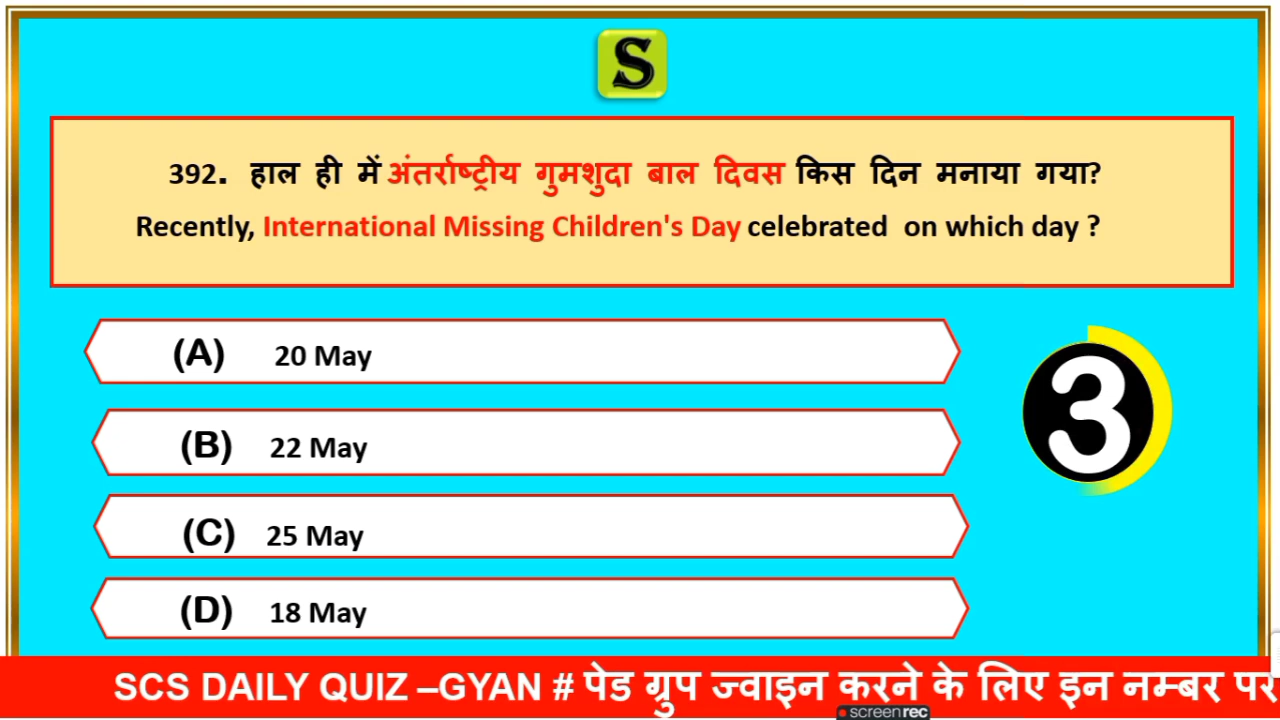 S
392. हाल ही में अंतर्राष्ट्रीय गुमशुदा बाल दिवस किस दिन मनाया गया?
Recently, International Missing Children's Day celebrated on which day ?
(A) 20 May
3
(B) 22 May
(C) 25 May
(D) 18 May
SCS DAILY QUIZ –GYAN # पेड ग्रुप ज्वाइन करने के लिए इन नम्बर पर
screenrec